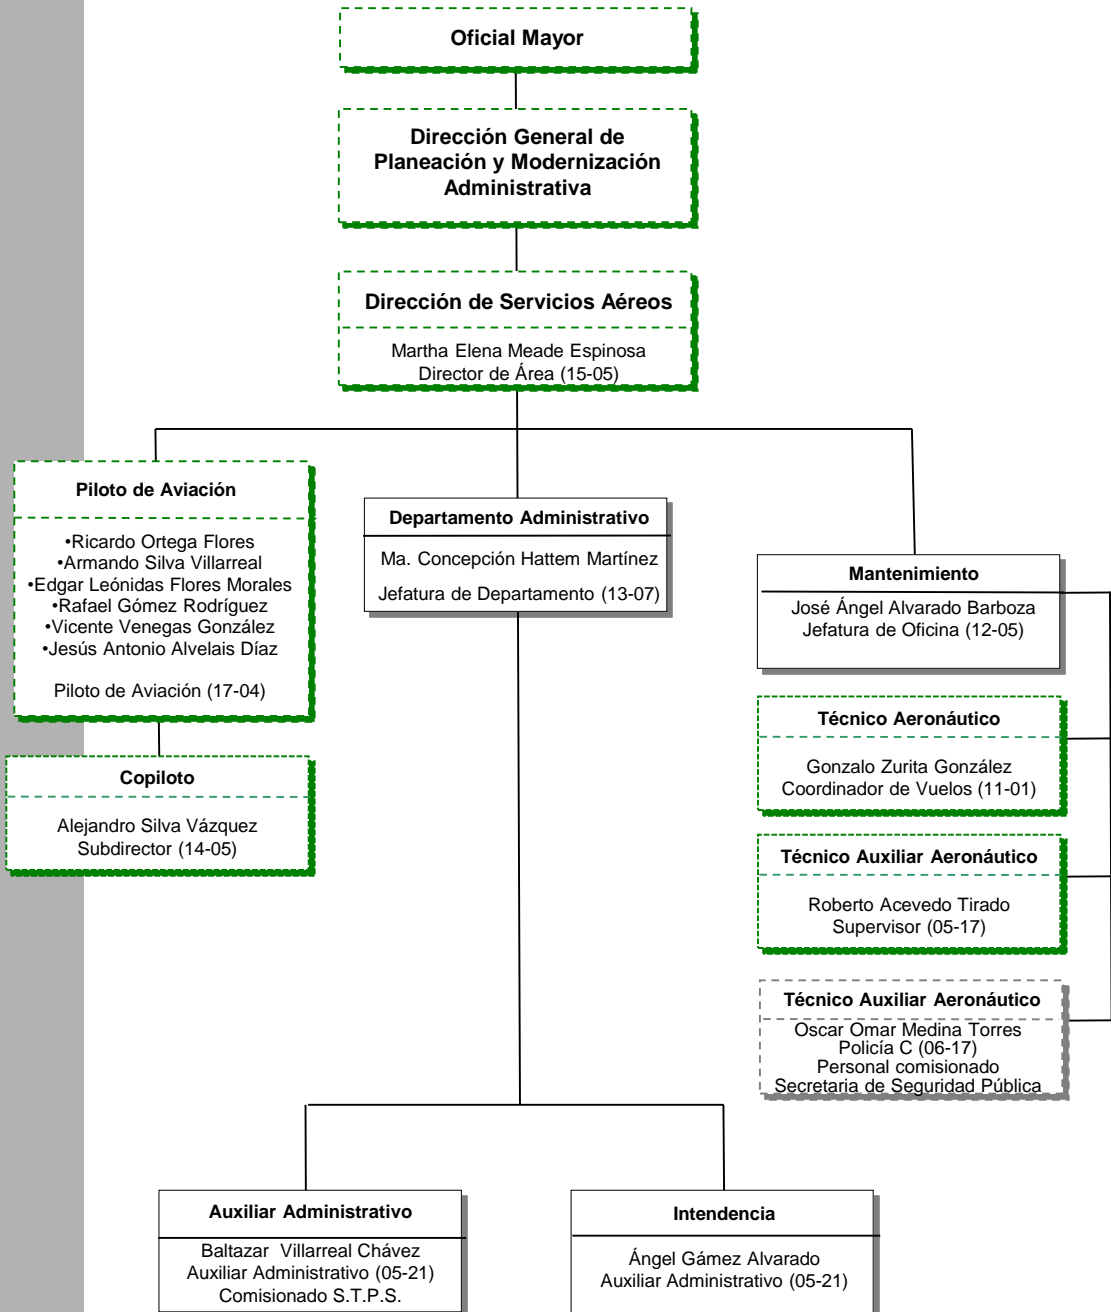 Oficial Mayor
Dirección General de
Planeación y Modernización
Administrativa
Dirección de Servicios Aéreos
Martha Elena Meade Espinosa
Director de Área (15-05)
Piloto de Aviación
•Ricardo Ortega Flores
•Armando Silva Villarreal
•Edgar Leónidas Flores Morales
•Rafael Gómez Rodríguez
•Vicente Venegas González
•Jesús Antonio Alvelais Díaz
Piloto de Aviación (17-04)
Copiloto
Alejandro Silva Vázquez
Subdirector (14-05)
Departamento Administrativo
Ma. Concepción Hattem Martínez
Jefatura de Departamento (13-07)
Mantenimiento
José Ángel Alvarado Barboza
Jefatura de Oficina (12-05)
Técnico Aeronáutico
Gonzalo Zurita González
Coordinador de Vuelos (11-01)
Técnico Auxiliar Aeronáutico
Roberto Acevedo Tirado
Supervisor (05-17)
Técnico Auxiliar Aeronáutico
Oscar Omar Medina Torres
Policía C (06-17)
Personal comisionado
Secretaria de Seguridad Pública
Auxiliar Administrativo
Baltazar  Villarreal Chávez
Auxiliar Administrativo (05-21)
Comisionado S.T.P.S.
Intendencia
Ángel Gámez Alvarado
Auxiliar Administrativo (05-21)